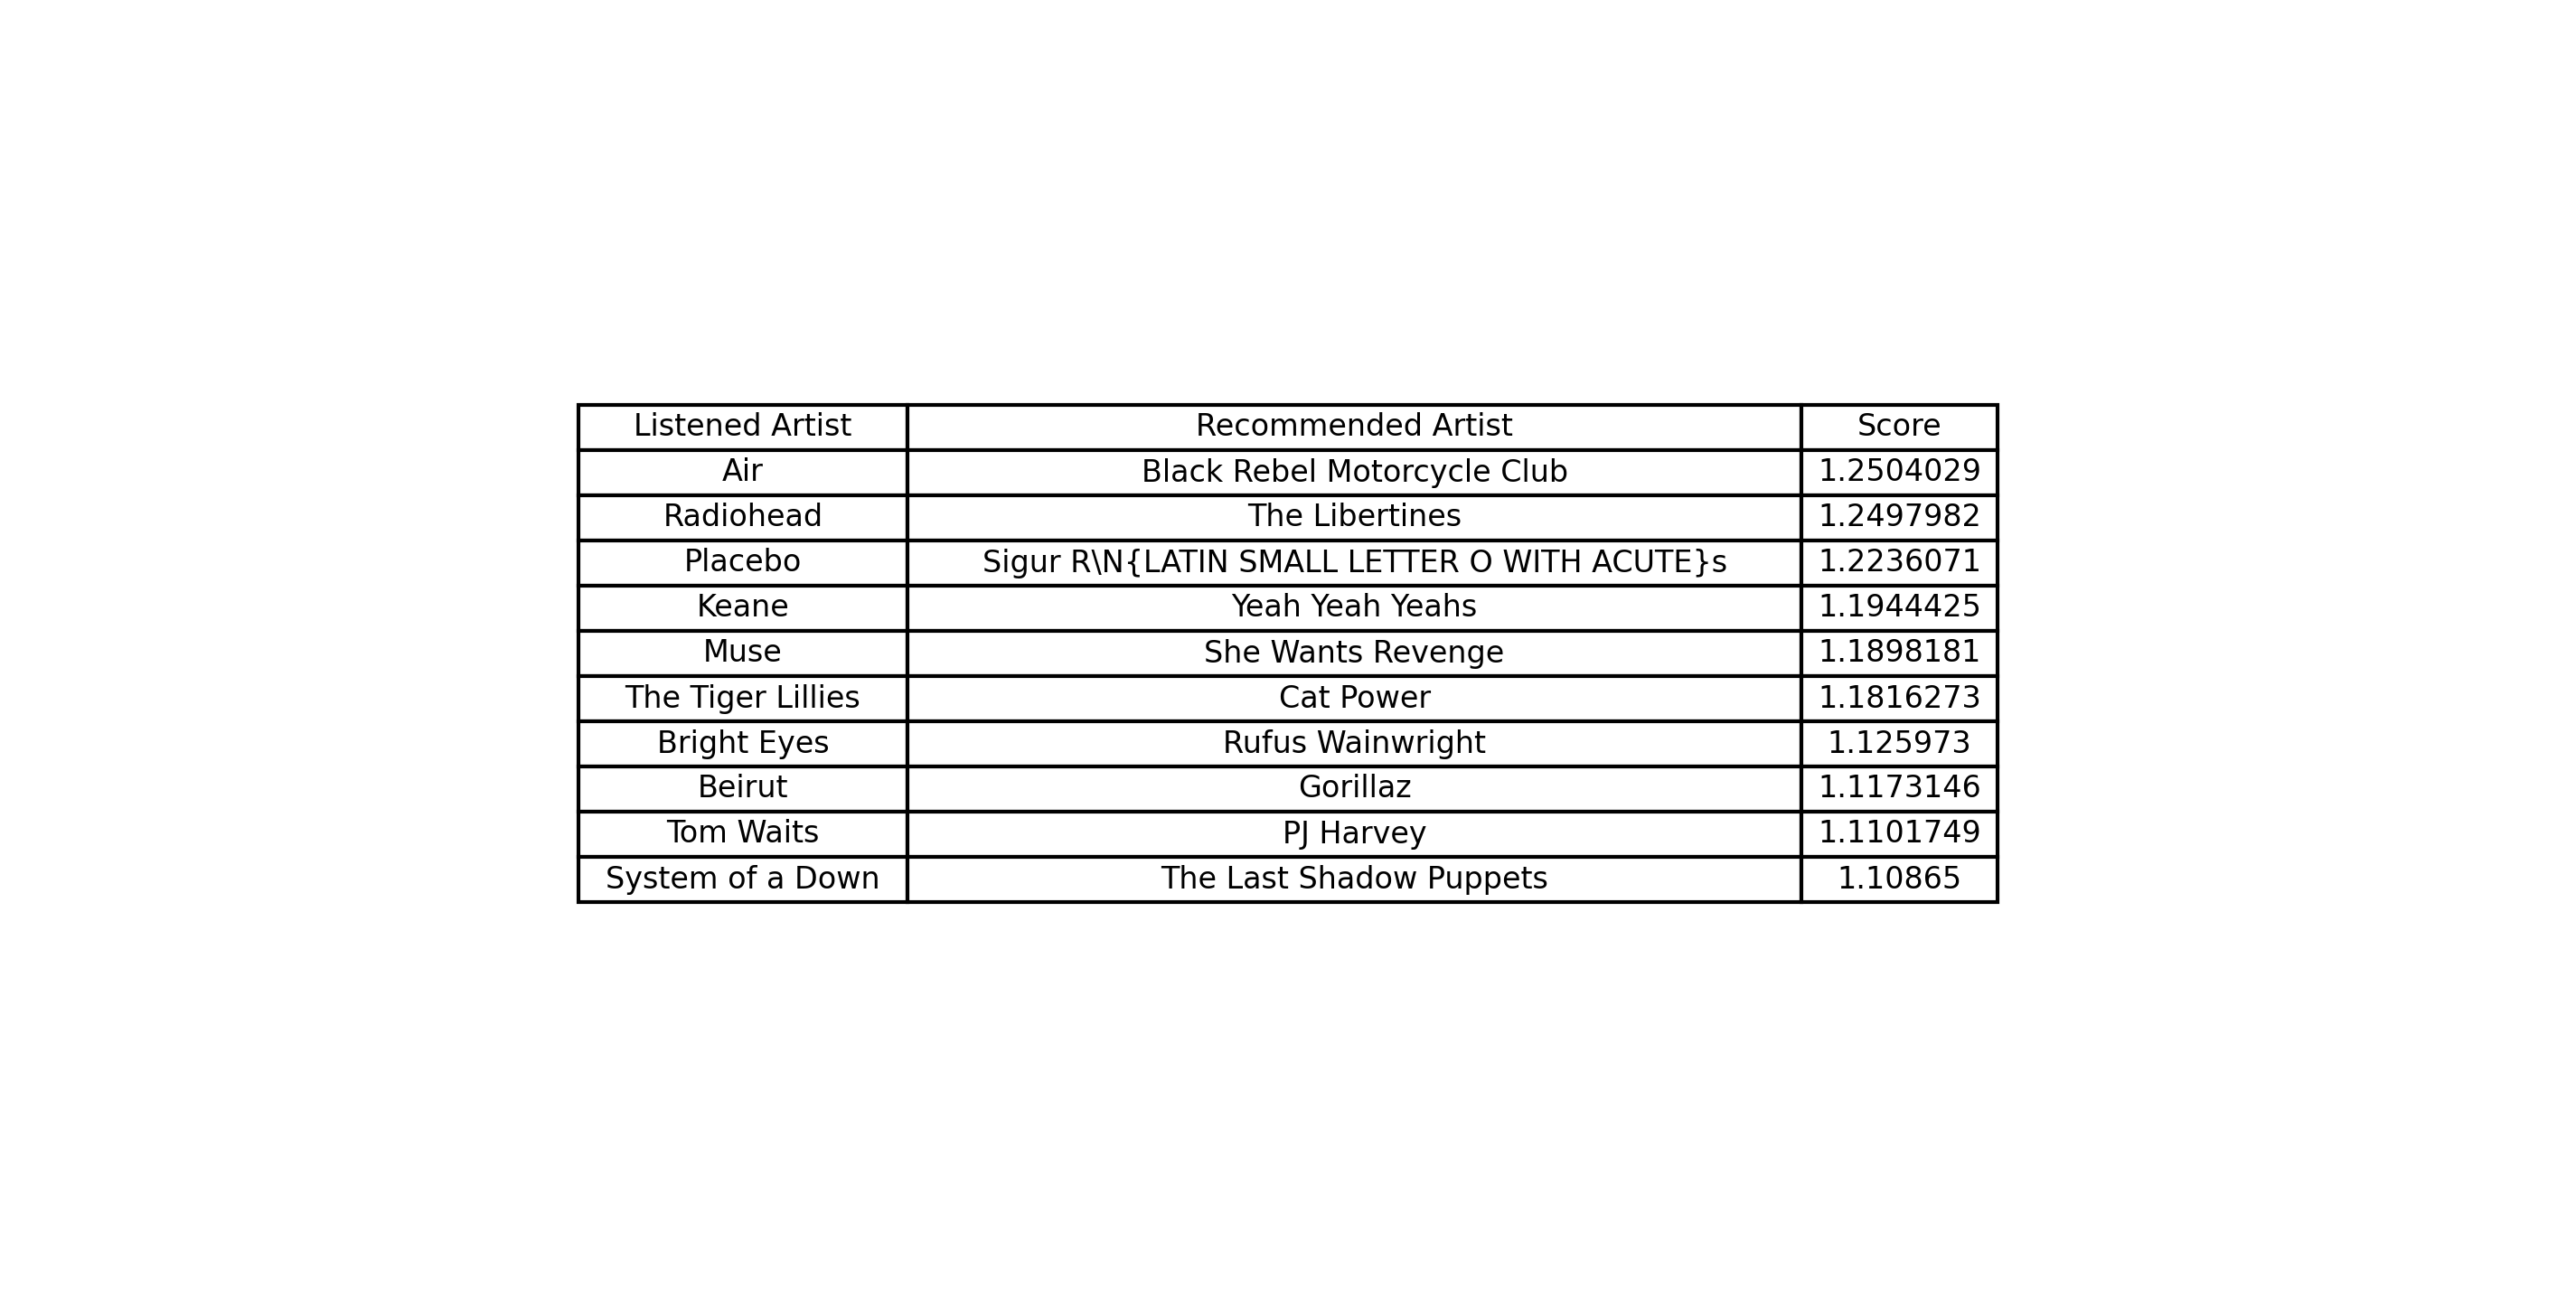 Listened Artist Recommended Artist Score
Air Black Rebel Motorcycle Club 1.2504029
Radiohead The Libertines 1.2497982
Placebo Sigur R\N{LATIN SMALL LETTER O WITH ACUTE}s 1.2236071
Keane Yeah Yeah Yeahs 1.1944425
Muse She Wants Revenge 1.1898181
The Tiger Lillies Cat Power 1.1816273
Bright Eyes Rufus Wainwright 1.125973
Beirut Gorillaz 1.1173146
Tom Waits PJ Harvey 1.1101749
System of a Down The Last Shadow Puppets 1.10865